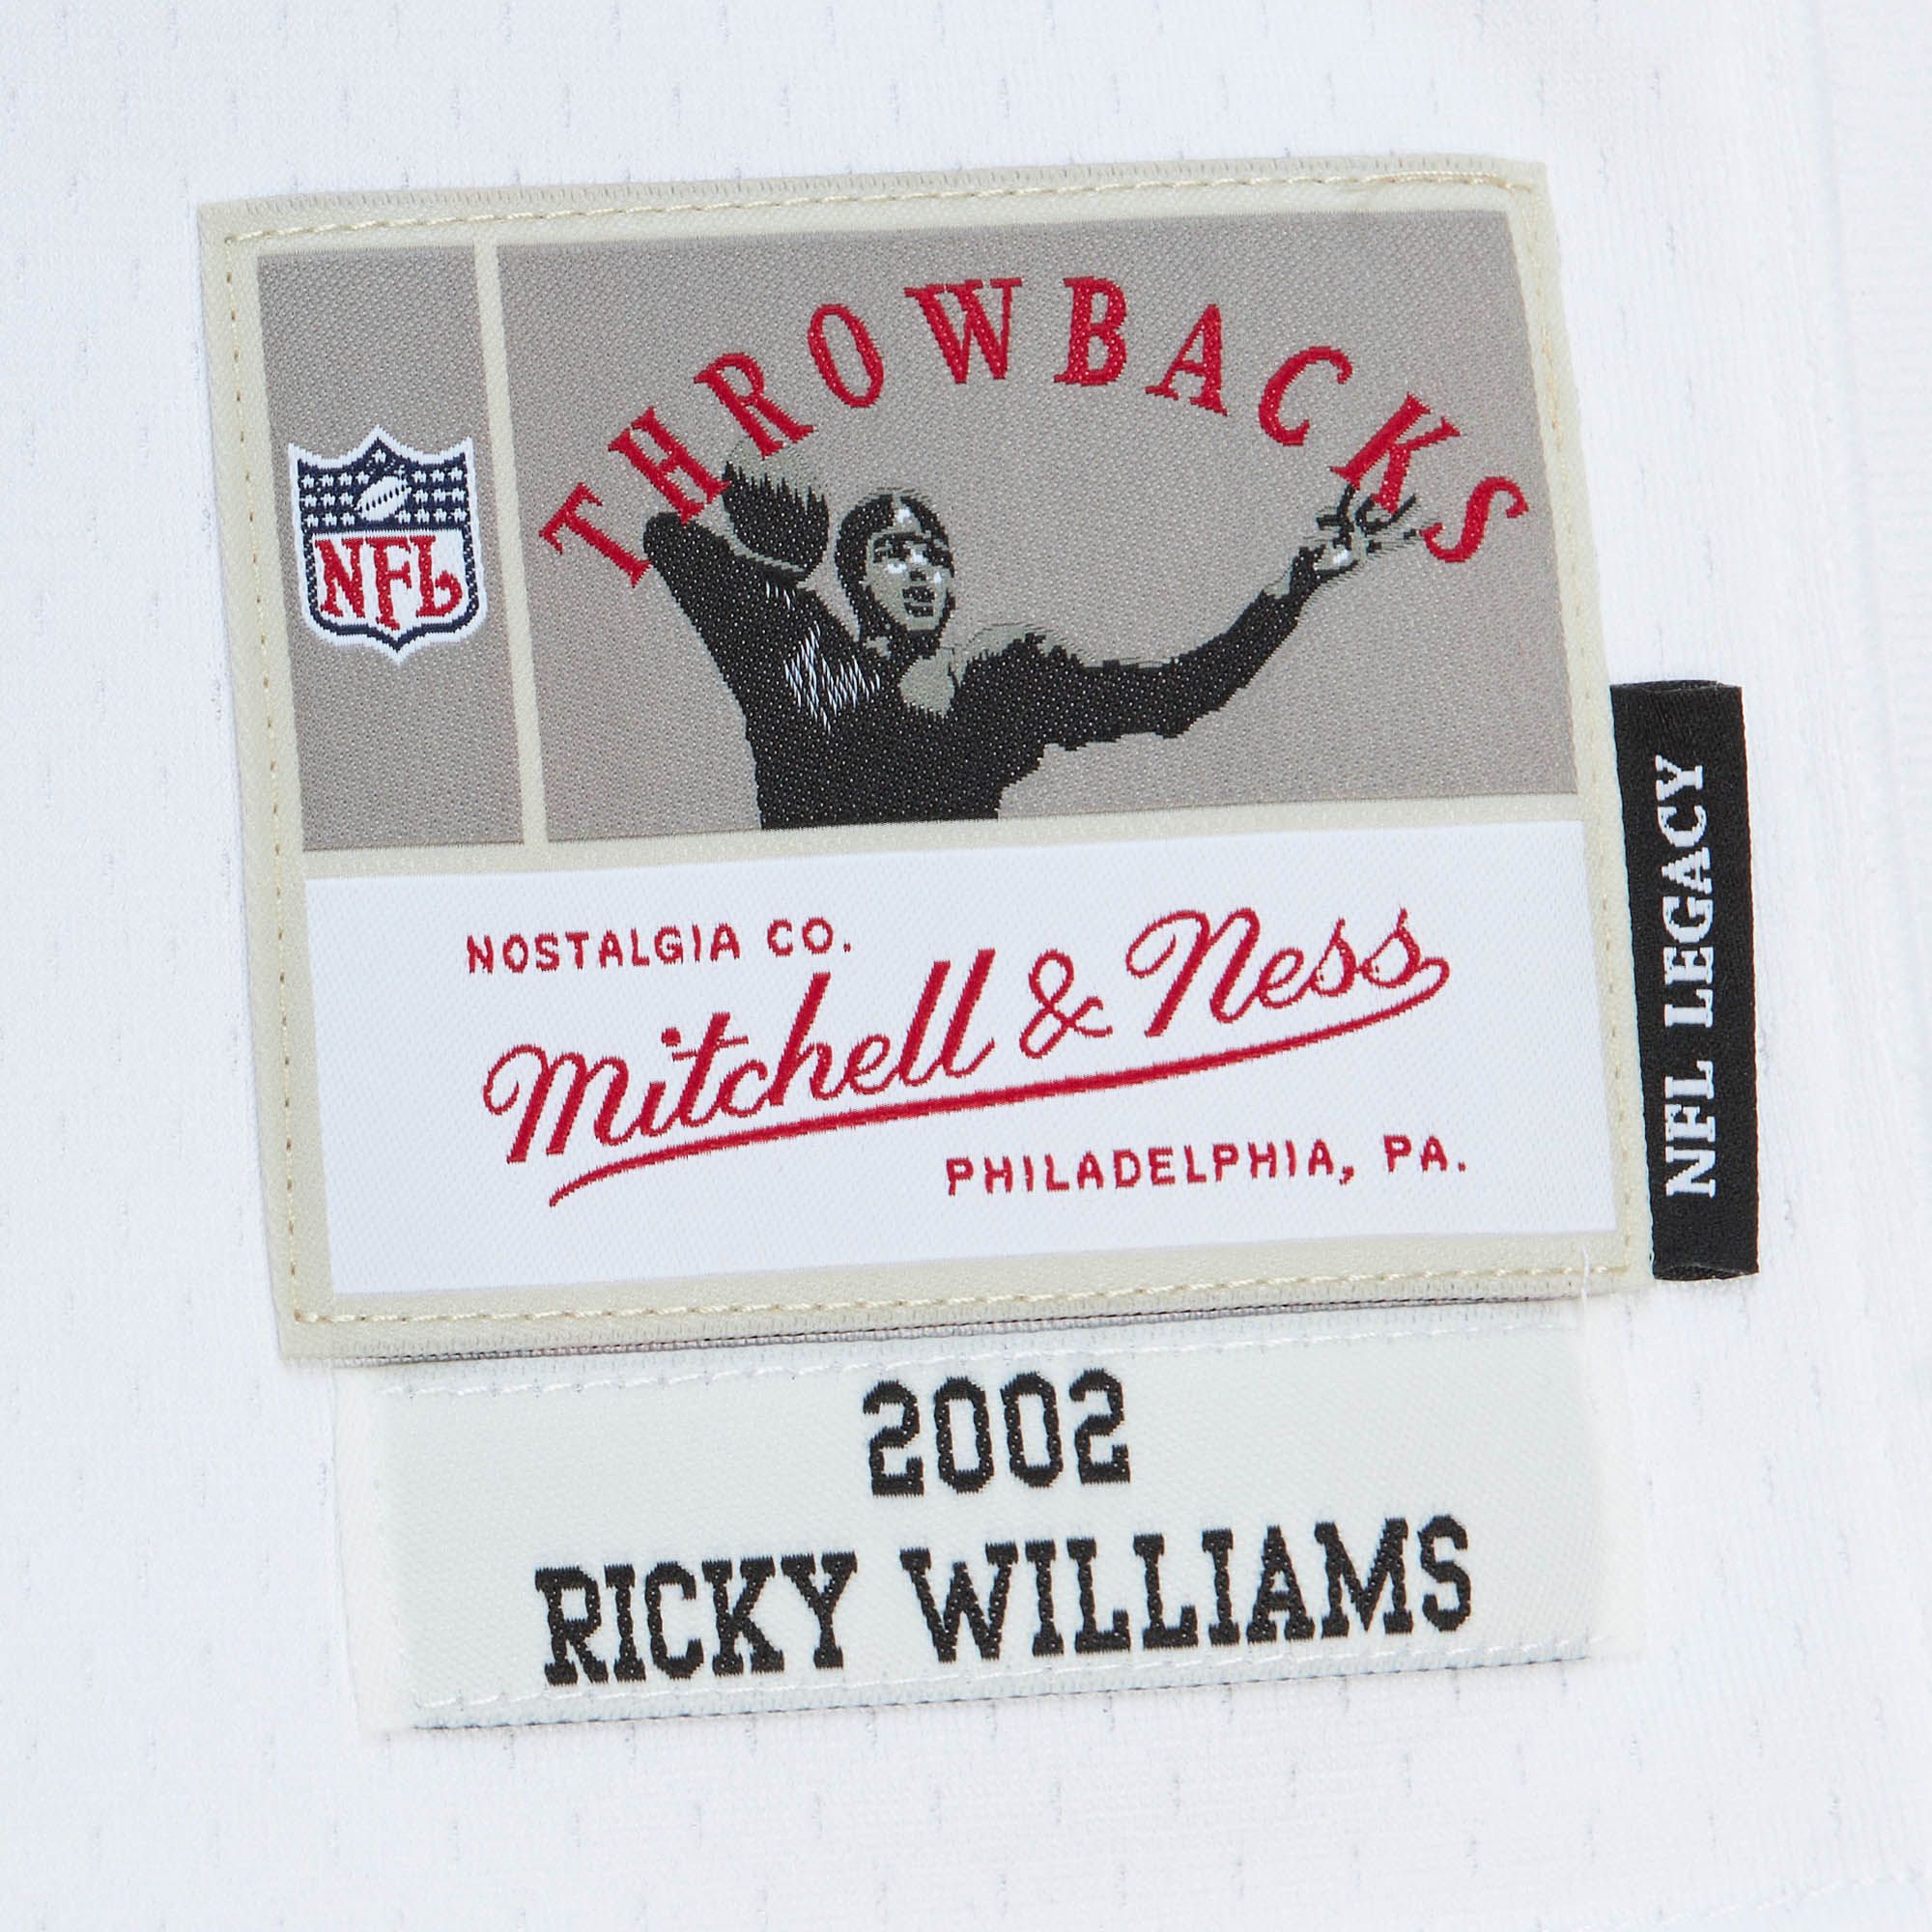 THROWBACKS
NFL
NOSTALGIA CO.
Mitchell & Ness
PHILADELPHIA, PA.
NFL LEGACY
2002
RICKY WILLIAMS